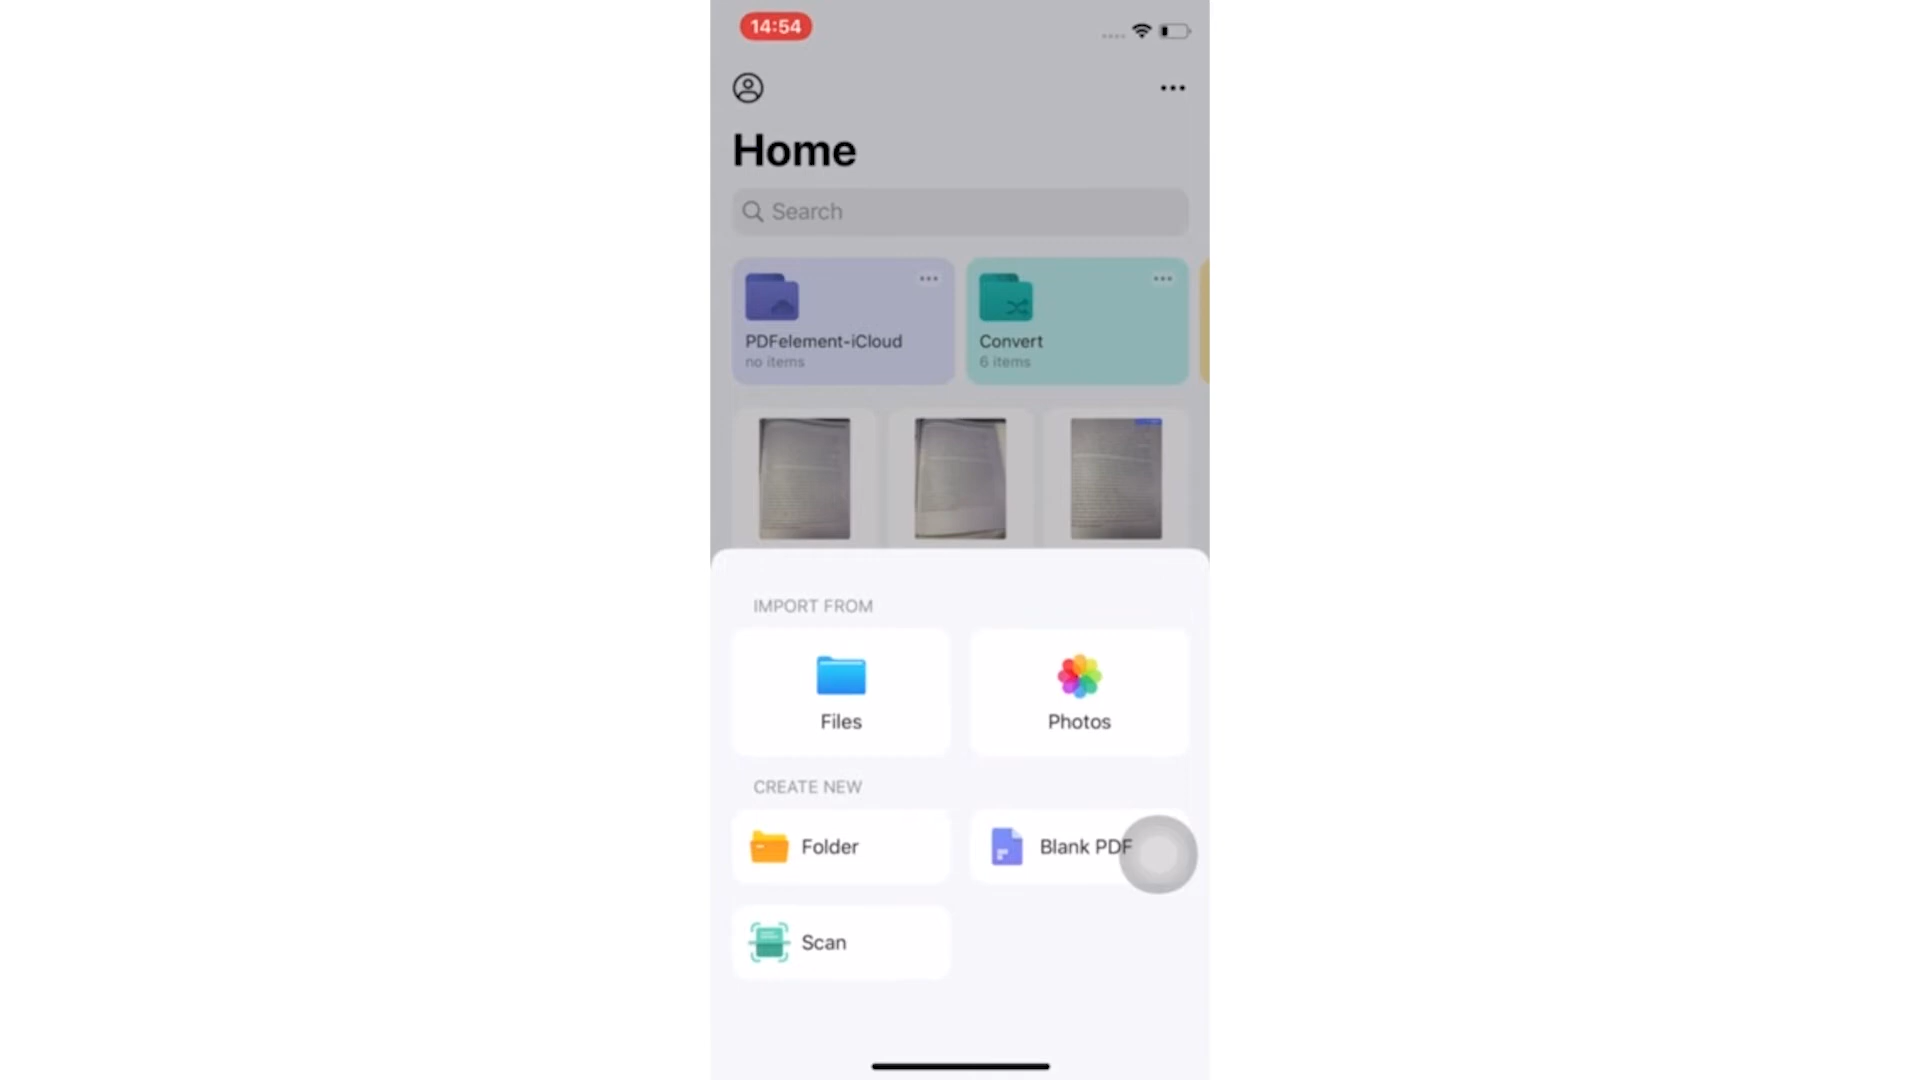 14:54
Home
Search
PDFelement-iCloud
no items
Convert
6 items
IMPORT FROM
Files
Photos
CREATE NEW
Folder
Blank PDF
Scan